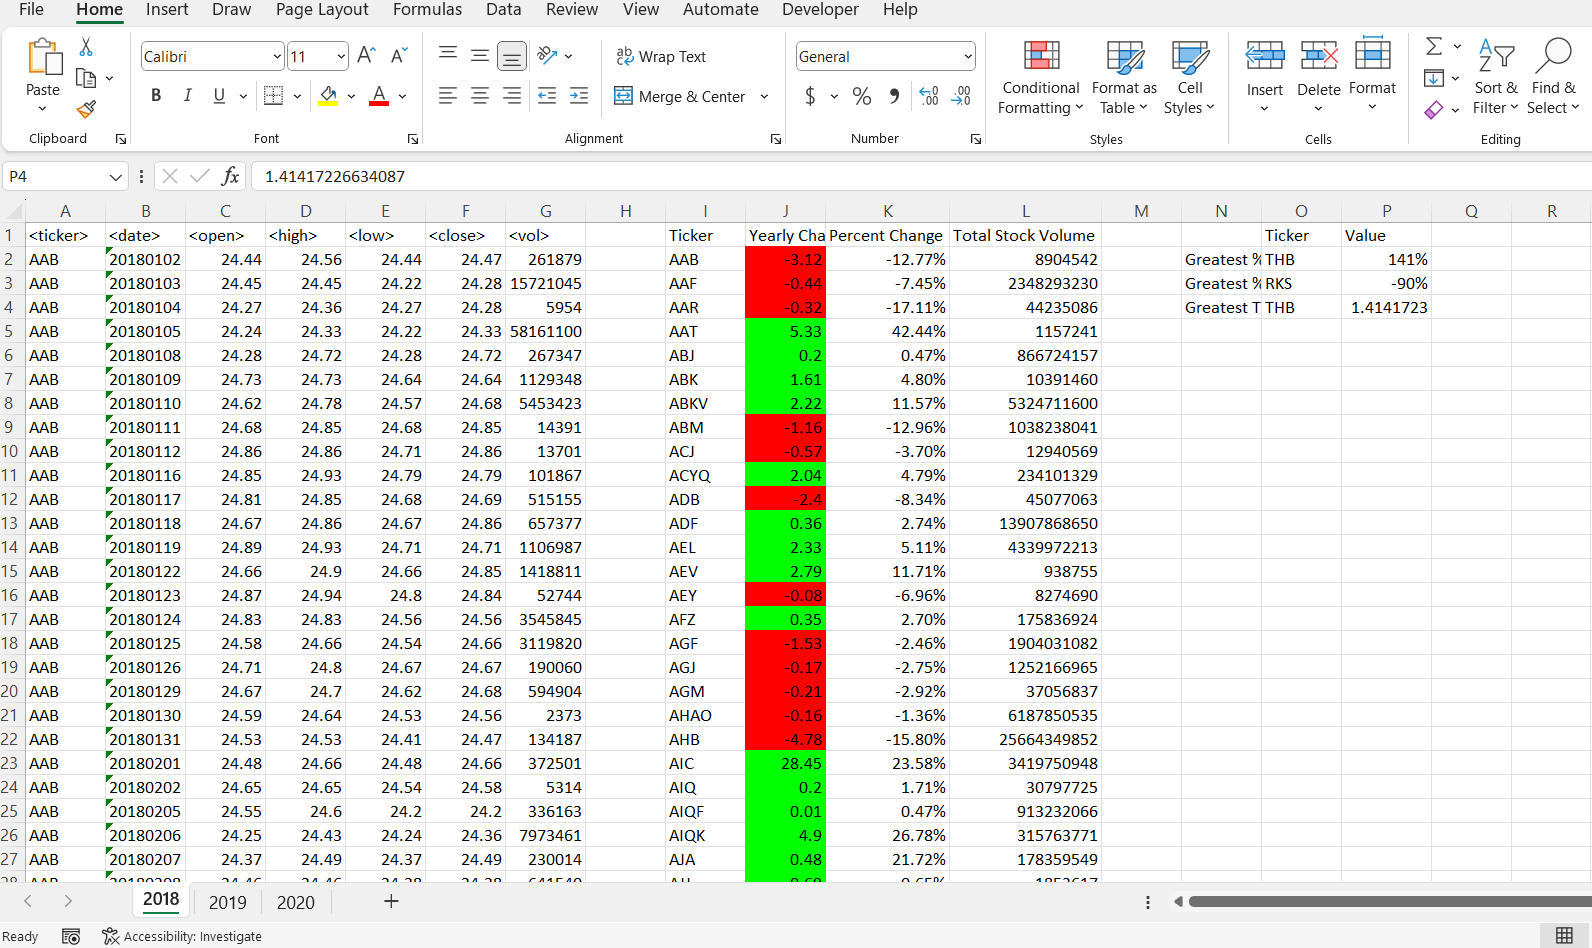 File Home Insert Draw Page Layout Formulas Data Review View Automate Developer Help
Calibri 11 A A ab Wrap Text General
Paste B I U A Merge & Center $ % 9 .00 .00 Conditional Formatting Format as Table Cell Styles Insert Delete Format Sort & Filter Find & Select
Clipboard Font Alignment Number Styles Cells Editing
P4 fx 1.41417226634087
A B C D E F G H I J K L M N O P Q R
1 <ticker> <date> <open> <high> <low> <close> <vol> Ticker Yearly Cha Percent Change Total Stock Volume Ticker Value
2 AAB 20180102 24.44 24.56 24.44 24.47 261879 AAB -3.12 -12.77% 8904542 Greatest % THB 141%
3 AAB 20180103 24.45 24.45 24.22 24.28 15721045 AAF -0.44 -7.45% 2348293230 Greatest % RKS -90%
4 AAB 20180104 24.27 24.36 24.27 24.28 5954 AAR -0.32 -17.11% 44235086 Greatest T THB 1.4141723
5 AAB 20180105 24.24 24.33 24.22 24.33 58161100 AAT 5.33 42.44% 1157241
6 AAB 20180108 24.28 24.72 24.28 24.72 267347 ABJ 0.2 0.47% 866724157
7 AAB 20180109 24.73 24.73 24.64 24.64 1129348 ABK 1.61 4.80% 10391460
8 AAB 20180110 24.62 24.78 24.57 24.68 5453423 ABKV 2.22 11.57% 5324711600
9 AAB 20180111 24.68 24.85 24.68 24.85 14391 ABM -1.16 -12.96% 1038238041
10 AAB 20180112 24.86 24.86 24.71 24.86 13701 ACJ -0.57 -3.70% 12940569
11 AAB 20180116 24.85 24.93 24.79 24.79 101867 ACYQ 2.04 4.79% 234101329
12 AAB 20180117 24.81 24.85 24.68 24.69 515155 ADB -2.4 -8.34% 45077063
13 AAB 20180118 24.67 24.86 24.67 24.86 657377 ADF 0.36 2.74% 13907868650
14 AAB 20180119 24.89 24.93 24.71 24.71 1106987 AEL 2.33 5.11% 4339972213
15 AAB 20180122 24.66 24.9 24.66 24.85 1418811 AEV 2.79 11.71% 938755
16 AAB 20180123 24.87 24.94 24.8 24.84 52744 AEY -0.08 -6.96% 8274690
17 AAB 20180124 24.83 24.83 24.56 24.56 3545845 AFZ 0.35 2.70% 175836924
18 AAB 20180125 24.58 24.66 24.54 24.66 3119820 AGF -1.53 -2.46% 1904031082
19 AAB 20180126 24.71 24.8 24.67 24.67 190060 AGJ -0.17 -2.75% 1252166965
20 AAB 20180129 24.67 24.7 24.62 24.68 594904 AGM -0.21 -2.92% 37056837
21 AAB 20180130 24.59 24.64 24.53 24.56 2373 AHAO -0.16 -1.36% 6187850535
22 AAB 20180131 24.53 24.53 24.41 24.47 134187 AHB -4.78 -15.80% 25664349852
23 AAB 20180201 24.48 24.66 24.48 24.66 372501 AIC 28.45 23.58% 3419750948
24 AAB 20180202 24.65 24.65 24.54 24.58 5314 AIQ 0.2 1.71% 30797725
25 AAB 20180205 24.55 24.6 24.2 24.2 336163 AIQF 0.01 0.47% 913232066
26 AAB 20180206 24.25 24.43 24.24 24.36 7973461 AIQK 4.9 26.78% 315763771
27 AAB 20180207 24.37 24.49 24.37 24.49 230014 AJA 0.48 21.72% 178359549
2018 2019 2020 +
Ready Accessibility: Investigate